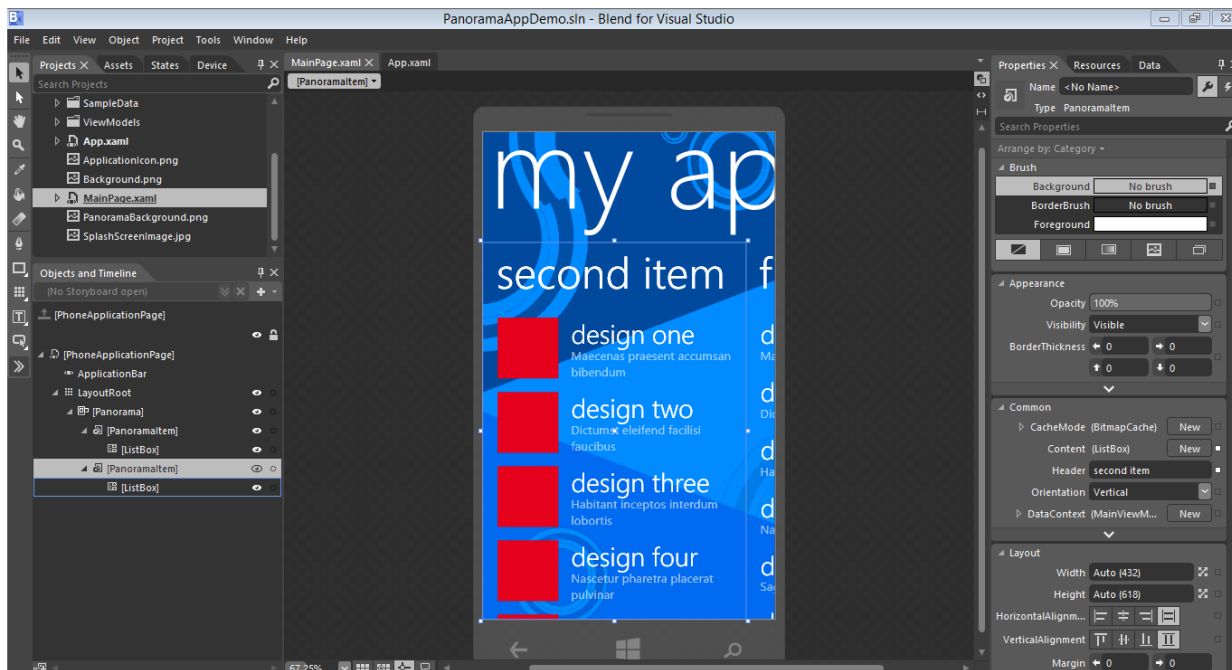 PanoramaAppDemo.sln - Blend for Visual Studio
File Edit View Object Project Tools Window Help
Projects Assets States Device
Search Projects
SampleData
ViewModels
App.xaml
ApplicationIcon.png
Background.png
MainPage.xaml
PanoramaBackground.png
SplashScreenImage.jpg
Objects and Timeline
(No Storyboard open)
[PhoneApplicationPage]
[PhoneApplicationPage]
ApplicationBar
LayoutRoot
[Panorama]
[PanoramaItem]
[ListBox]
[PanoramaItem]
[ListBox]
MainPage.xaml App.xaml
[PanoramaItem]
my ap
second item f
design one d
Maecenas praesent accumsan Ma
bibendum
design two d
Dictumst eleifend facilisi Dic
faucibus
design three d
Habitant inceptos interdum Ha
lobortis
d
Na
design four d
Nascetur pharetra placerat Sa
pulvinar
67.25%
Properties Resources Data
Name <No Name>
Type PanoramaItem
Search Properties
Arrange by: Category
Brush
Background No brush
BorderBrush No brush
Foreground
Appearance
Opacity 100%
Visibility Visible
BorderThickness 0 0
0 0
Common
CacheMode (BitmapCache) New
Content (ListBox) New
Header second item
Orientation Vertical
DataContext (MainViewM... New
Layout
Width Auto (432)
Height Auto (618)
HorizontalAlignm...
VerticalAlignment
Margin 0 0